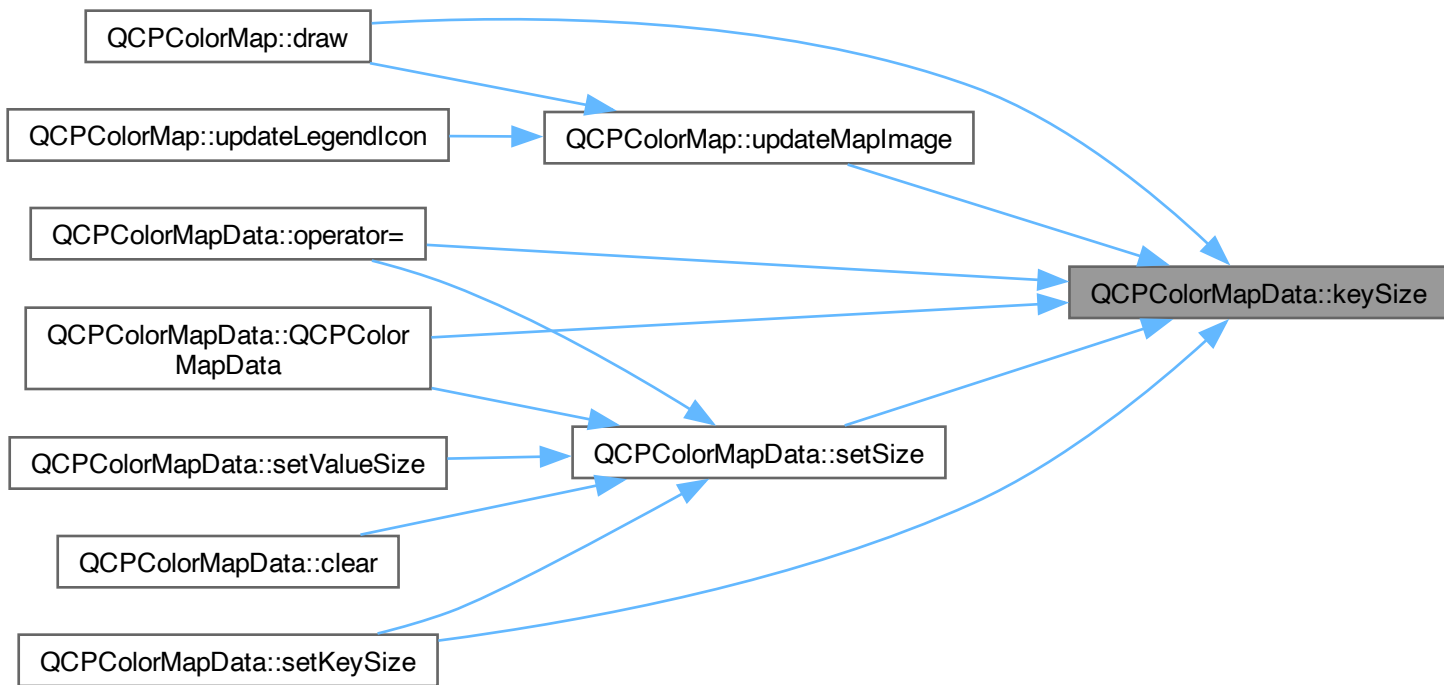 QCPColorMap::draw
QCPColorMap::updateLegendIcon
QCPColorMap::updateMapImage
QCPColorMapData::operator=
QCPColorMapData::keySize
QCPColorMapData::QCPColor
MapData
QCPColorMapData::setValueSize
QCPColorMapData::setSize
QCPColorMapData::clear
QCPColorMapData::setKeySize